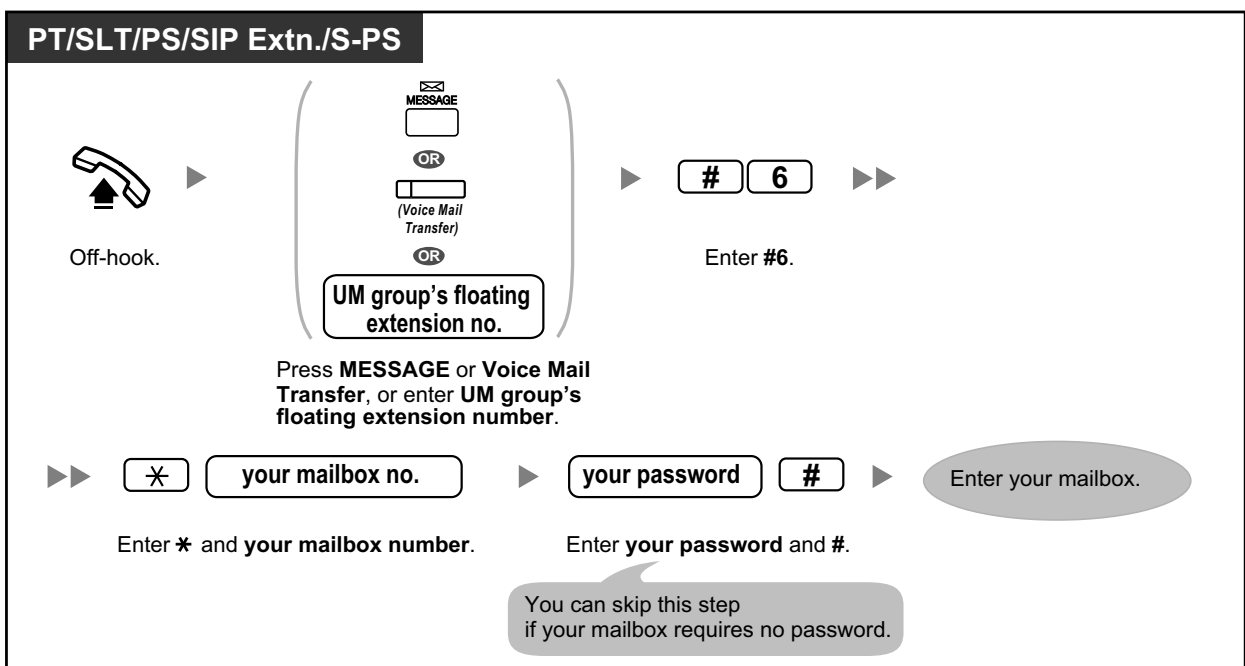 PT/SLT/PS/SIP Extn./S-PS
MESSAGE
OR
(Voice Mail
Transfer)
OR
UM group's floating
extension no.
# 6
Off-hook.
Enter #6.
Press MESSAGE or Voice Mail
Transfer, or enter UM group's
floating extension number.
* your mailbox no.
your password #
Enter your mailbox.
Enter * and your mailbox number.
Enter your password and #.
You can skip this step
if your mailbox requires no password.